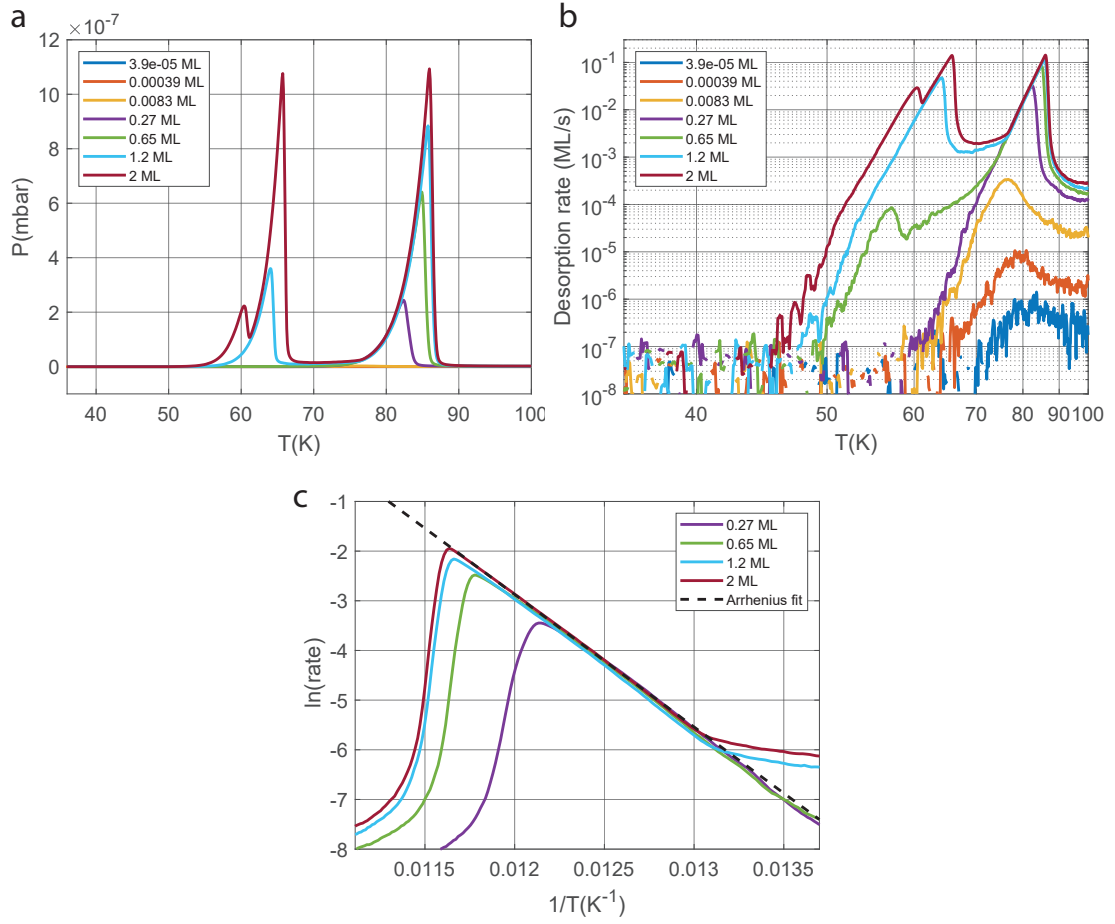 a
×10⁻⁷
12
10
8
6
4
2
0
P(mbar)
3.9e-05 ML
0.00039 ML
0.0083 ML
0.27 ML
0.65 ML
1.2 ML
2 ML
40 50 60 70 80 90 100
T(K)
b
10⁻¹
10⁻²
10⁻³
10⁻⁴
10⁻⁵
10⁻⁶
10⁻⁷
10⁻⁸
Desorption rate (ML/s)
3.9e-05 ML
0.00039 ML
0.0083 ML
0.27 ML
0.65 ML
1.2 ML
2 ML
40 50 60 70 80 90 100
T(K)
c
-1
-2
-3
-4
-5
-6
-7
-8
ln(rate)
0.27 ML
0.65 ML
1.2 ML
2 ML
Arrhenius fit
0.0115 0.012 0.0125 0.013 0.0135
1/T(K⁻¹)